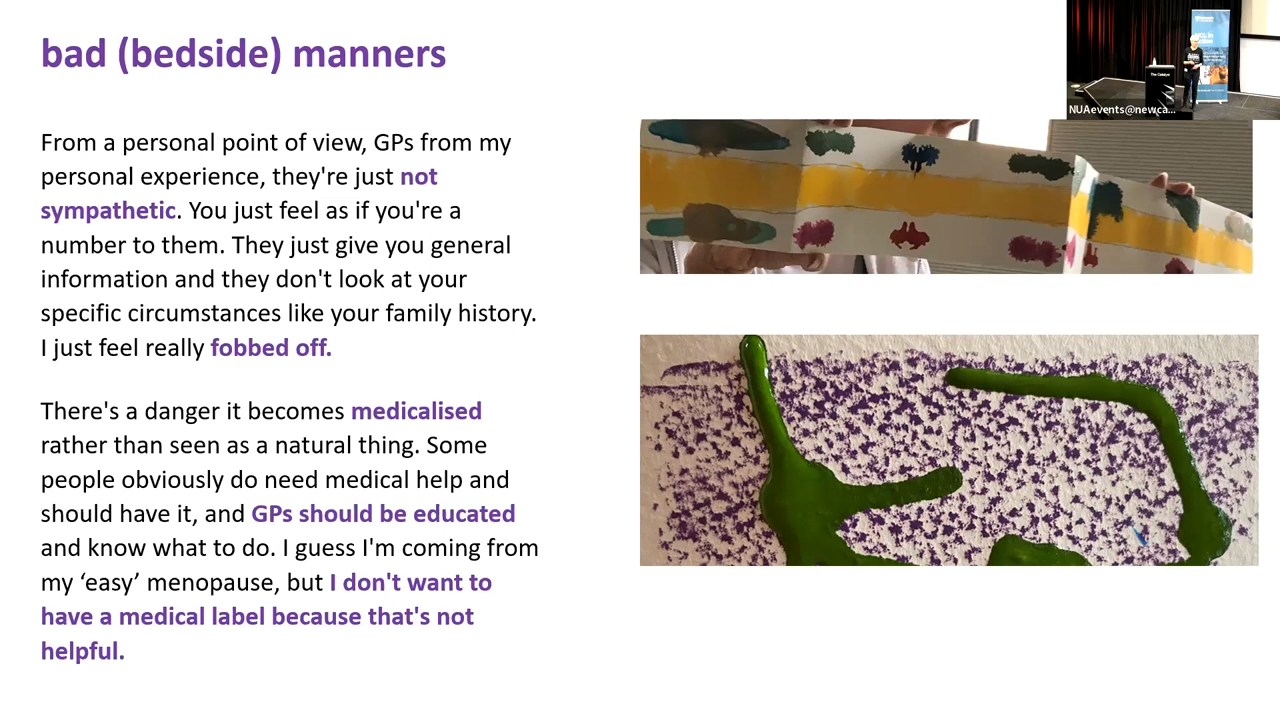 bad (bedside) manners
NUAevents@newca...
The Catalyst
From a personal point of view, GPs from my
personal experience, they're just not
sympathetic. You just feel as if you're a
number to them. They just give you general
information and they don't look at your
specific circumstances like your family history.
I just feel really fobbed off.
There's a danger it becomes medicalised
rather than seen as a natural thing. Some
people obviously do need medical help and
should have it, and GPs should be educated
and know what to do. I guess I'm coming from
my ‘easy’ menopause, but I don't want to
have a medical label because that's not
helpful.